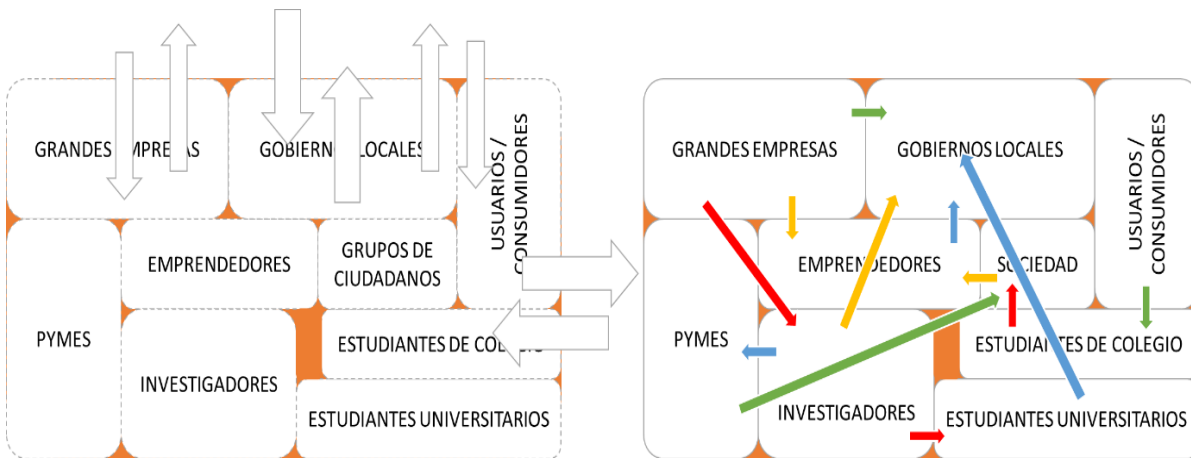 GRANDES EMPRESAS
GOBIERNOS LOCALES
USUARIOS /
CONSUMIDORES
EMPRENDEDORES
GRUPOS DE
CIUDADANOS
PYMES
INVESTIGADORES
ESTUDIANTES DE COLEGIO
ESTUDIANTES UNIVERSITARIOS
GRANDES EMPRESAS
GOBIERNOS LOCALES
USUARIOS /
CONSUMIDORES
EMPRENDEDORES
SOCIEDAD
PYMES
ESTUDIANTES DE COLEGIO
INVESTIGADORES
ESTUDIANTES UNIVERSITARIOS